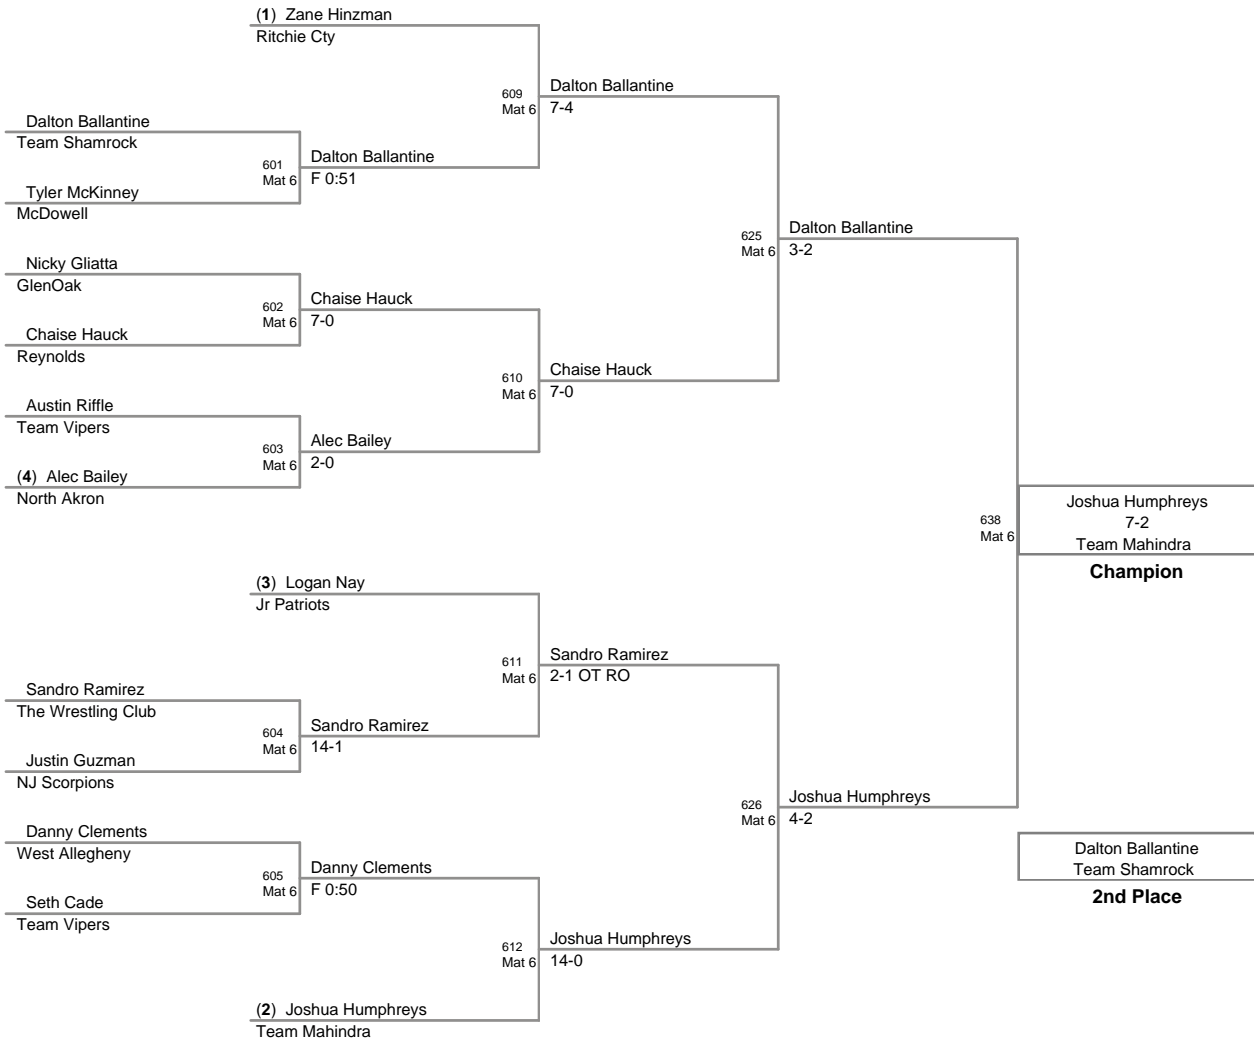 (1) Zane Hinzman
Ritchie Cty
609
Mat 6
Dalton Ballantine
7-4
Dalton Ballantine
Team Shamrock
601
Mat 6
Dalton Ballantine
F 0:51
Tyler McKinney
McDowell
625
Mat 6
Dalton Ballantine
3-2
Nicky Gliatta
GlenOak
602
Mat 6
Chaise Hauck
7-0
Chaise Hauck
Reynolds
610
Mat 6
Chaise Hauck
7-0
Austin Riffle
Team Vipers
603
Mat 6
Alec Bailey
2-0
(4) Alec Bailey
North Akron
638
Mat 6
Joshua Humphreys
7-2
Team Mahindra
Champion
(3) Logan Nay
Jr Patriots
611
Mat 6
Sandro Ramirez
2-1 OT RO
Sandro Ramirez
The Wrestling Club
604
Mat 6
Sandro Ramirez
14-1
Justin Guzman
NJ Scorpions
626
Mat 6
Joshua Humphreys
4-2
Danny Clements
West Allegheny
605
Mat 6
Danny Clements
F 0:50
Seth Cade
Team Vipers
612
Mat 6
Joshua Humphreys
14-0
(2) Joshua Humphreys
Team Mahindra
Dalton Ballantine
Team Shamrock
2nd Place